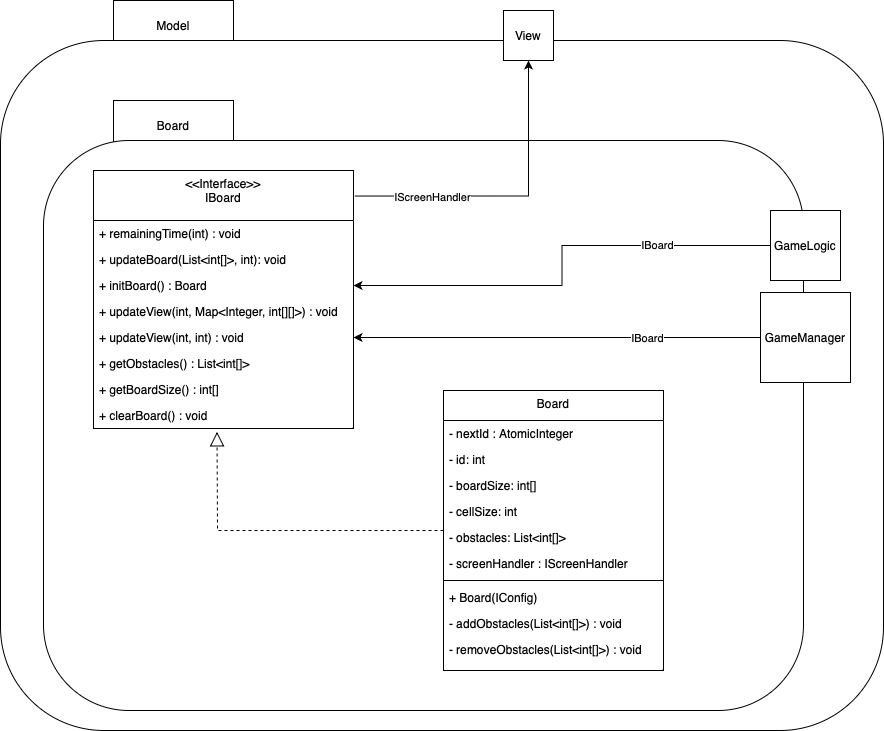 Model
View
Board
<<Interface>>
IBoard
IScreenHandler
+ remainingTime(int) : void
+ updateBoard(List<int[]>, int): void
+ initBoard() : Board
+ updateView(int, Map<Integer, int[][]>) : void
+ updateView(int, int) : void
+ getObstacles() : List<int[]>
+ getBoardSize() : int[]
+ clearBoard() : void
IBoard
GameLogic
IBoard
GameManager
Board
- nextId : AtomicInteger
- id: int
- boardSize: int[]
- cellSize: int
- obstacles: List<int[]>
- screenHandler : IScreenHandler
+ Board(IConfig)
- addObstacles(List<int[]>) : void
- removeObstacles(List<int[]>) : void